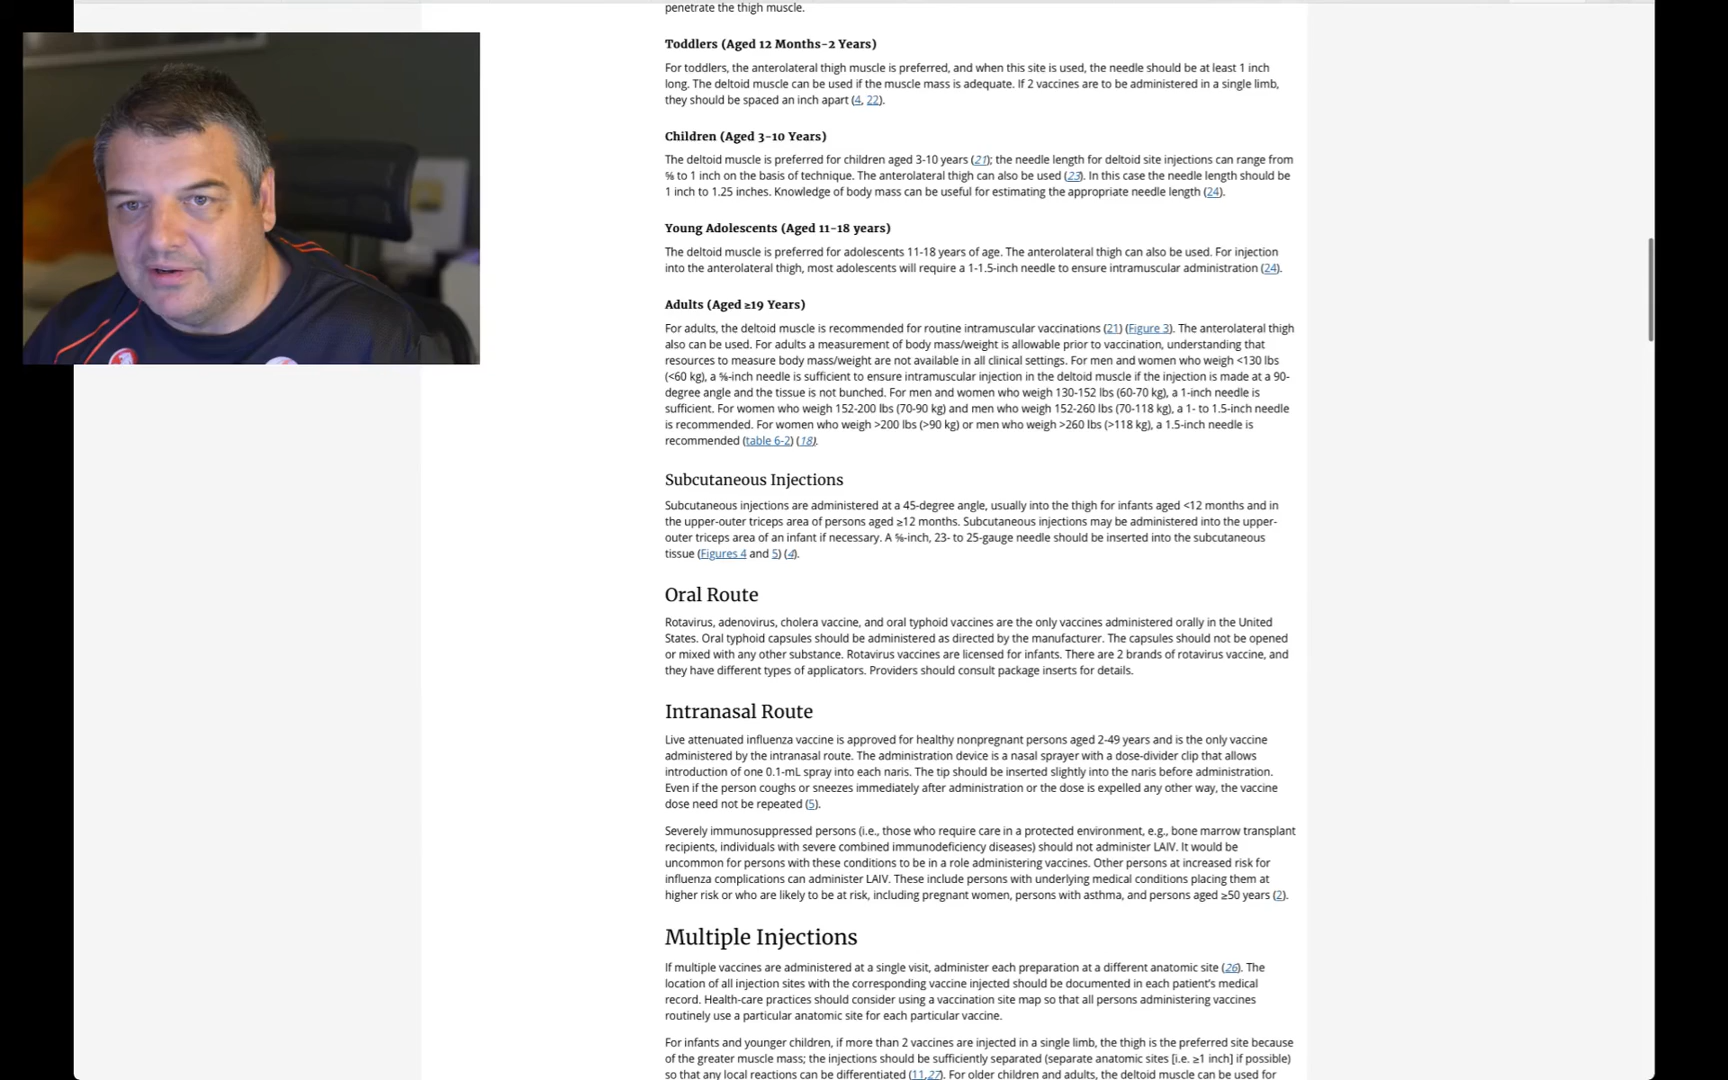 penetrate the thigh muscle.
Toddlers (Aged 12 Months-2 Years)
For toddlers, the anterolateral thigh muscle is preferred, and when this site is used, the needle should be at least 1 inch
long. The deltoid muscle can be used if the muscle mass is adequate. If 2 vaccines are to be administered in a single limb,
they should be spaced an inch apart (4, 22).
Children (Aged 3-10 Years)
The deltoid muscle is preferred for children aged 3-10 years (21); the needle length for deltoid site injections can range from
⅝ to 1 inch on the basis of technique. The anterolateral thigh can also be used (23). In this case the needle length should be
1 inch to 1.25 inches. Knowledge of body mass can be useful for estimating the appropriate needle length (24).
Young Adolescents (Aged 11-18 years)
The deltoid muscle is preferred for adolescents 11-18 years of age. The anterolateral thigh can also be used. For injection
into the anterolateral thigh, most adolescents will require a 1-1.5-inch needle to ensure intramuscular administration (24).
Adults (Aged ≥19 Years)
For adults, the deltoid muscle is recommended for routine intramuscular vaccinations (21) (Figure 3). The anterolateral thigh
also can be used. For adults a measurement of body mass/weight is allowable prior to vaccination, understanding that
resources to measure body mass/weight are not available in all clinical settings. For men and women who weigh <130 lbs
(<60 kg), a ⅝-inch needle is sufficient to ensure intramuscular injection in the deltoid muscle if the injection is made at a 90-
degree angle and the tissue is not bunched. For men and women who weigh 130-152 lbs (60-70 kg), a 1-inch needle is
sufficient. For women who weigh 152-200 lbs (70-90 kg) and men who weigh 152-260 lbs (70-118 kg), a 1- to 1.5-inch needle
is recommended. For women who weigh >200 lbs (>90 kg) or men who weigh >260 lbs (>118 kg), a 1.5-inch needle is
recommended (table 6-2) (18).
Subcutaneous Injections
Subcutaneous injections are administered at a 45-degree angle, usually into the thigh for infants aged <12 months and in
the upper-outer triceps area of persons aged ≥12 months. Subcutaneous injections may be administered into the upper-
outer triceps area of an infant if necessary. A ⅝-inch, 23- to 25-gauge needle should be inserted into the subcutaneous
tissue (Figures 4 and 5) (4).
Oral Route
Rotavirus, adenovirus, cholera vaccine, and oral typhoid vaccines are the only vaccines administered orally in the United
States. Oral typhoid capsules should be administered as directed by the manufacturer. The capsules should not be opened
or mixed with any other substance. Rotavirus vaccines are licensed for infants. There are 2 brands of rotavirus vaccine, and
they have different types of applicators. Providers should consult package inserts for details.
Intranasal Route
Live attenuated influenza vaccine is approved for healthy nonpregnant persons aged 2-49 years and is the only vaccine
administered by the intranasal route. The administration device is a nasal sprayer with a dose-divider clip that allows
introduction of one 0.1-mL spray into each naris. The tip should be inserted slightly into the naris before administration.
Even if the person coughs or sneezes immediately after administration or the dose is expelled any other way, the vaccine
dose need not be repeated (5).
Severely immunosuppressed persons (i.e., those who require care in a protected environment, e.g., bone marrow transplant
recipients, individuals with severe combined immunodeficiency diseases) should not administer LAIV. It would be
uncommon for persons with these conditions to be in a role administering vaccines. Other persons at increased risk for
influenza complications can administer LAIV. These include persons with underlying medical conditions placing them at
higher risk or who are likely to be at risk, including pregnant women, persons with asthma, and persons aged ≥50 years (2).
Multiple Injections
If multiple vaccines are administered at a single visit, administer each preparation at a different anatomic site (26). The
location of all injection sites with the corresponding vaccine injected should be documented in each patient's medical
record. Health-care practices should consider using a vaccination site map so that all persons administering vaccines
routinely use a particular anatomic site for each particular vaccine.
For infants and younger children, if more than 2 vaccines are injected in a single limb, the thigh is the preferred site because
of the greater muscle mass; the injections should be sufficiently separated (separate anatomic sites [i.e. ≥1 inch] if possible)
so that any local reactions can be differentiated (11,27). For older children and adults, the deltoid muscle can be used for